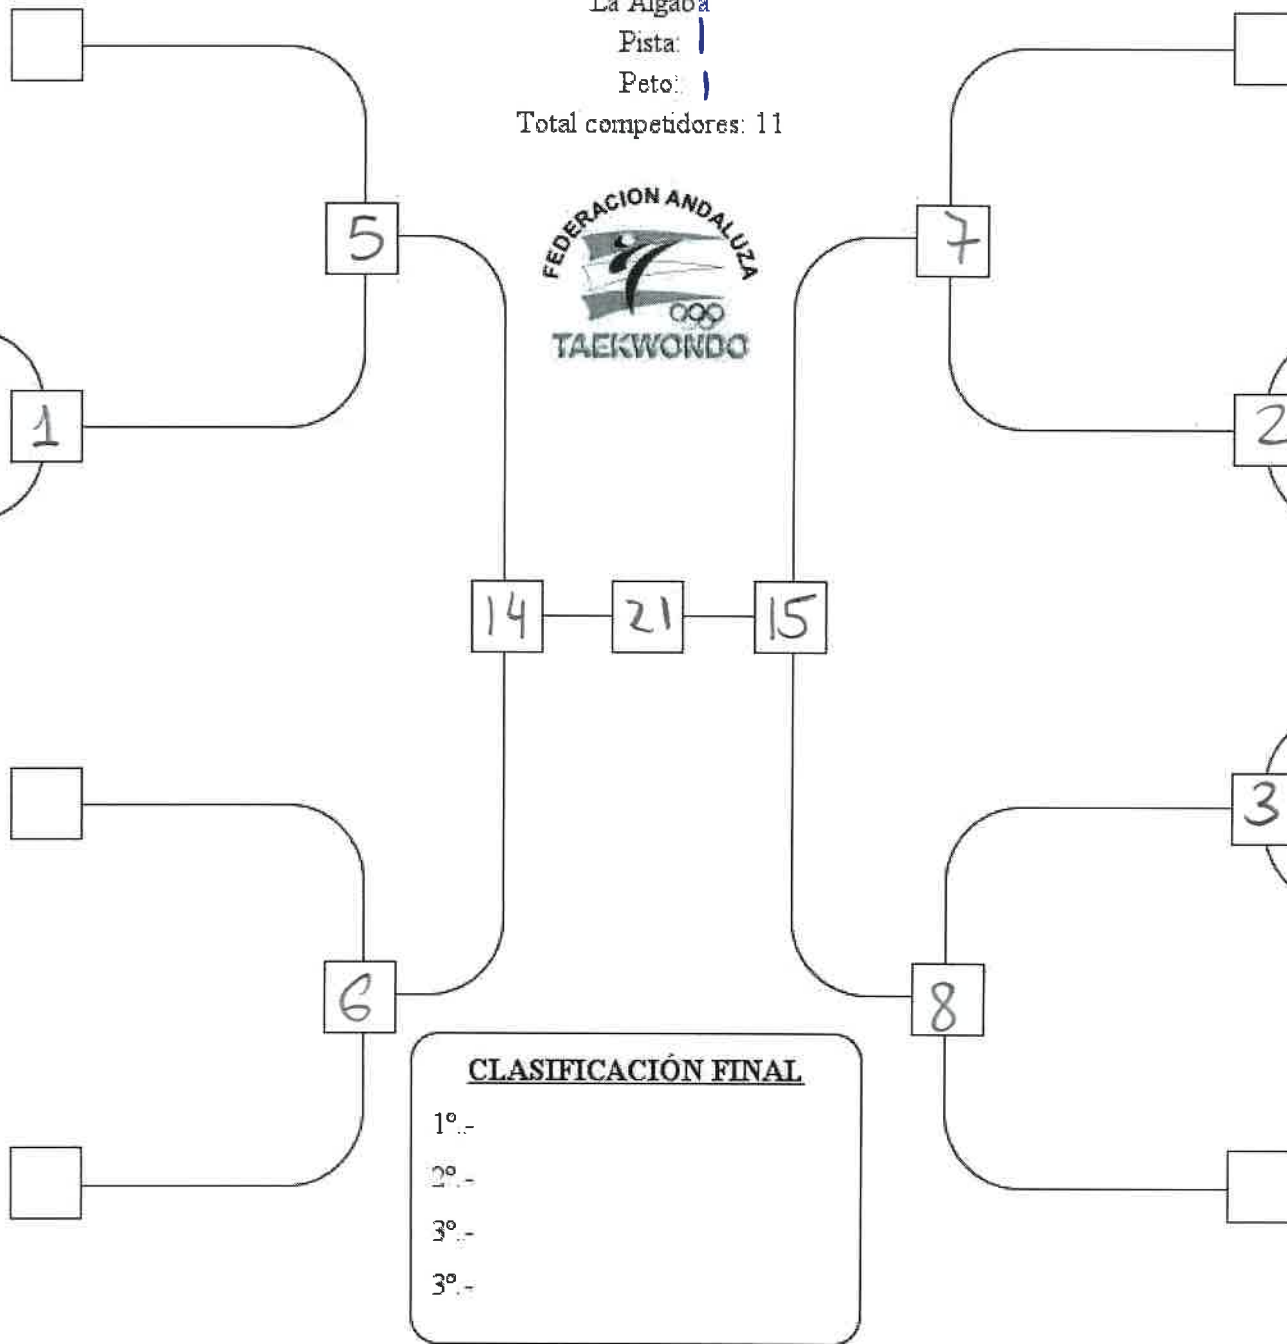 La Algaba
Pista: 1
Peto: 1
Total competidores: 11
FEDERACION ANDALUZA
TAEKWONDO
5
7
1
2
14
21
15
3
6
8
CLASIFICACIÓN FINAL
1º.-
2º.-
3º.-
3º.-